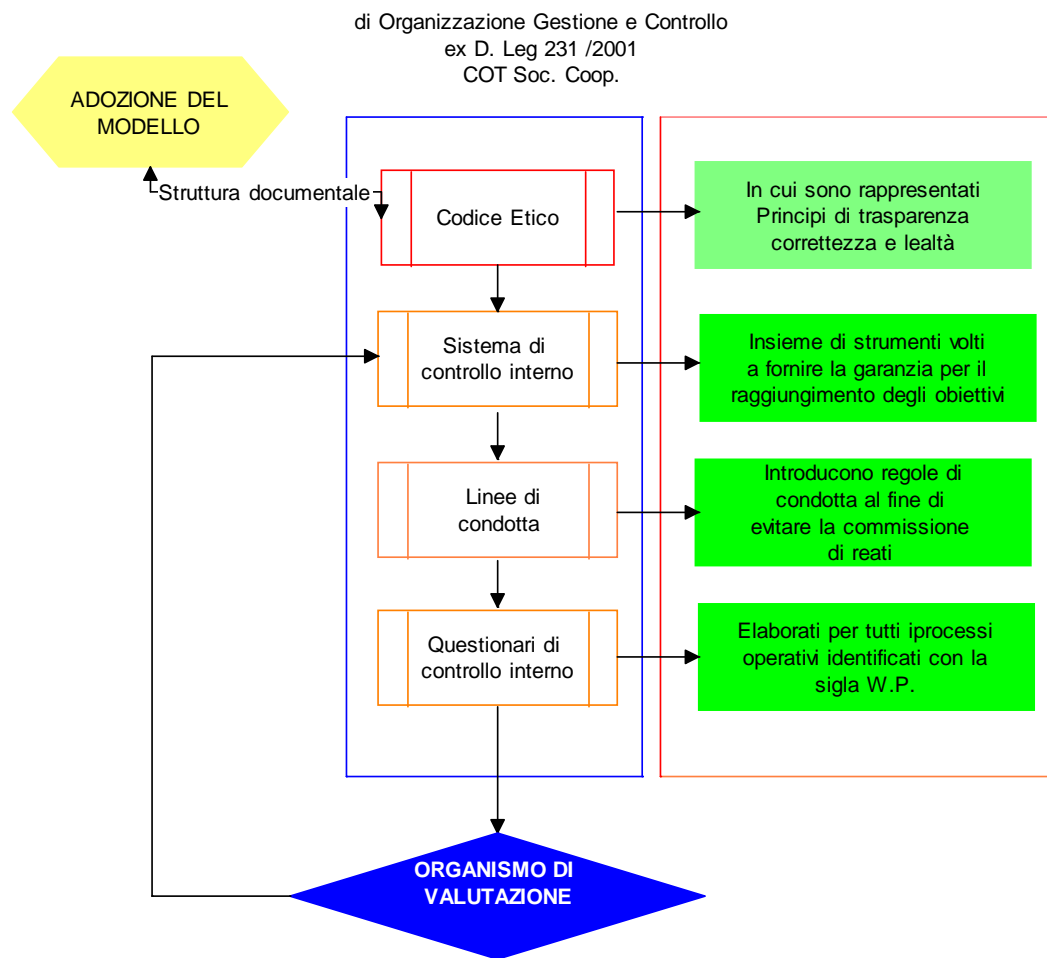 di Organizzazione Gestione e Controllo
ex D. Leg 231 /2001
COT Soc. Coop.
ADOZIONE DEL
MODELLO
Struttura documentale
Codice Etico
In cui sono rappresentati
Principi di trasparenza
correttezza e lealtà
Sistema di
controllo interno
Insieme di strumenti volti
a fornire la garanzia per il
raggiungimento degli obiettivi
Linee di
condotta
Introducono regole di
condotta al fine di
evitare la commissione
di reati
Questionari di
controllo interno
Elaborati per tutti iprocessi
operativi identificati con la
sigla W.P.
ORGANISMO DI
VALUTAZIONE